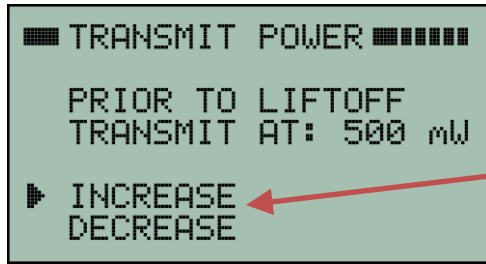 TRANSMIT POWER
PRIOR TO LIFTOFF
TRANSMIT AT: 500 mW
INCREASE
DECREASE